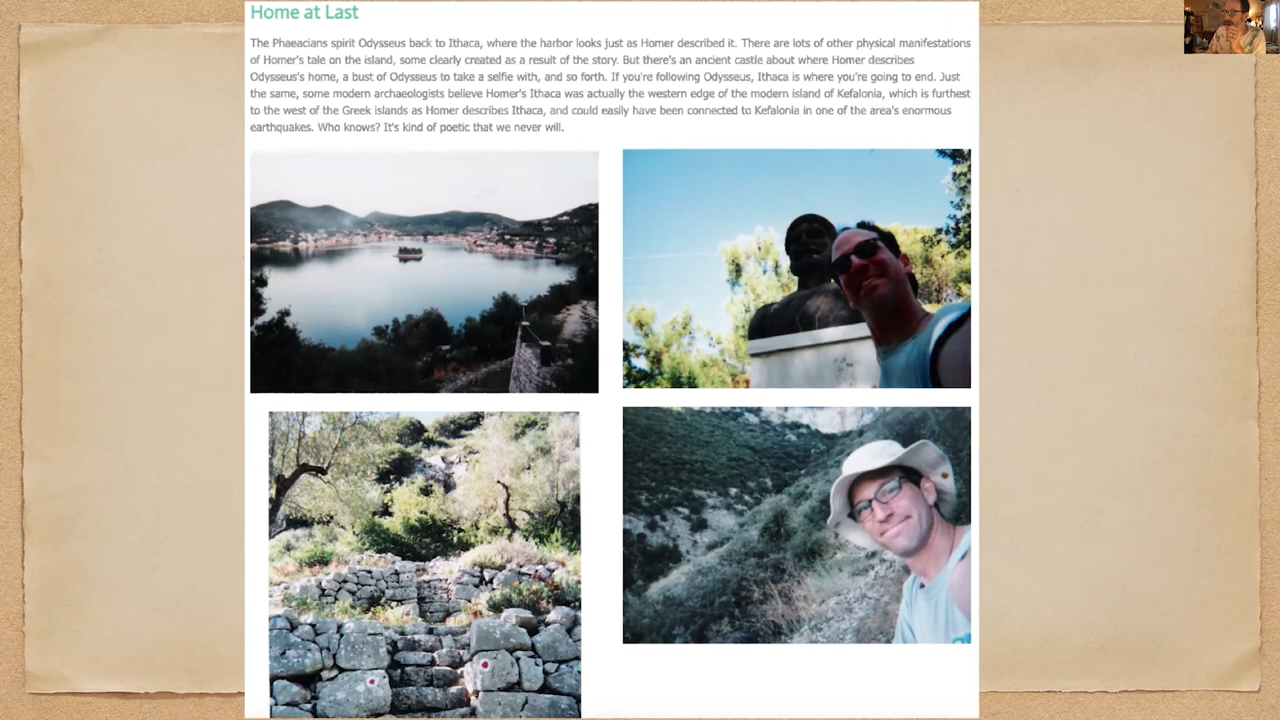 Home at Last
The Phaeacians spirit Odysseus back to Ithaca, where the harbor looks just as Homer described it. There are lots of other physical manifestations
of Homer's tale on the island, some clearly created as a result of the story. But there's an ancient castle about where Homer describes
Odysseus's home, a bust of Odysseus to take a selfie with, and so forth. If you're following Odysseus, Ithaca is where you're going to end. Just
the same, some modern archaeologists believe Homer's Ithaca was actually the western edge of the modern island of Kefalonia, which is furthest
to the west of the Greek islands as Homer describes Ithaca, and could easily have been connected to Kefalonia in one of the area's enormous
earthquakes. Who knows? It's kind of poetic that we never will.